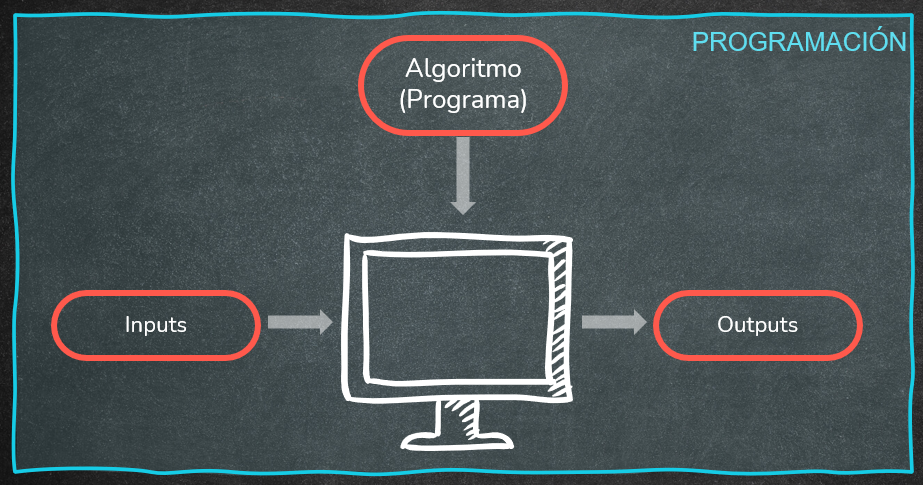 PROGRAMACIÓN
Algoritmo
(Programa)
Inputs
Outputs